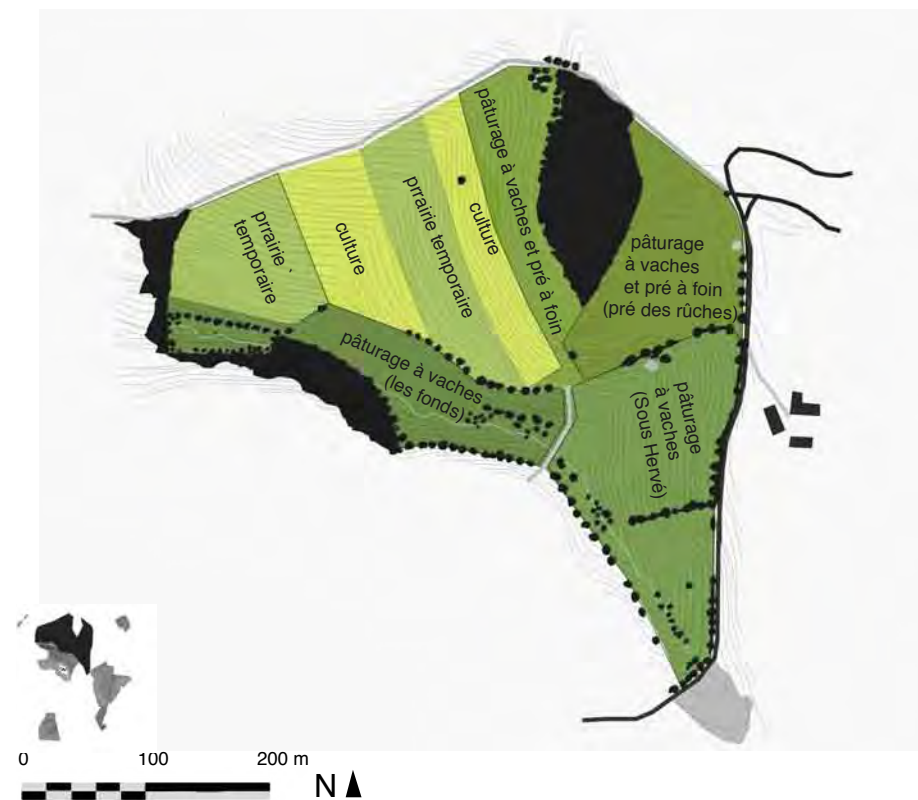 prrairie
temporaire
culture
prrairie temporaire
culture
pâturage à vaches et pré à foin
pâturage
à vaches
et pré à foin
(pré des rûches)
pâturage à vaches
(les fonds)
pâturage
à vaches
(Sous Hervé)
0 100 200 m
N